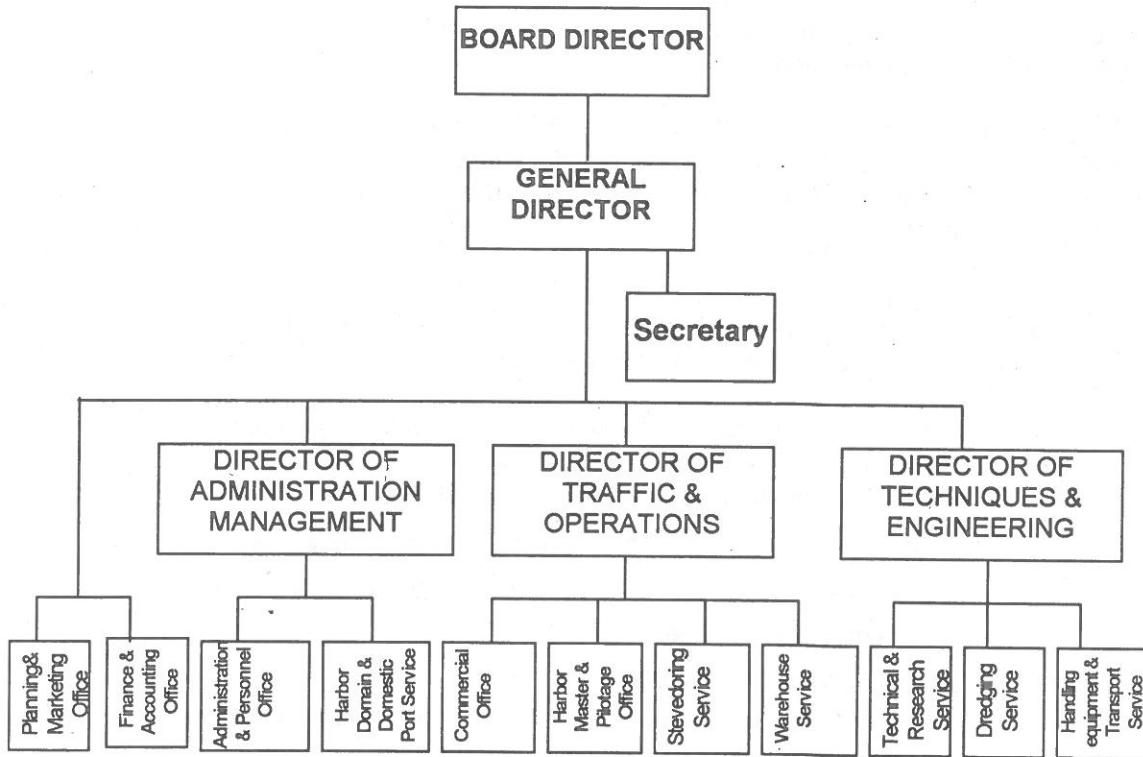 BOARD DIRECTOR
GENERAL
DIRECTOR
Secretary
DIRECTOR OF
ADMINISTRATION
MANAGEMENT
DIRECTOR OF
TRAFFIC &
OPERATIONS
DIRECTOR OF
TECHNIQUES &
ENGINEERING
Planning&
Marketing
Office
Finance &
Accounting
Office
Administration
& Personnel
Office
Harbor
Domain &
Domestic
Port Service
Commercial
Office
Harbor
Master &
Pilotage
Office
Stevedoring
Service
Warehouse
Service
Technical &
Research
Service
Dredging
Service
Handling
equipment &
Transport
Service